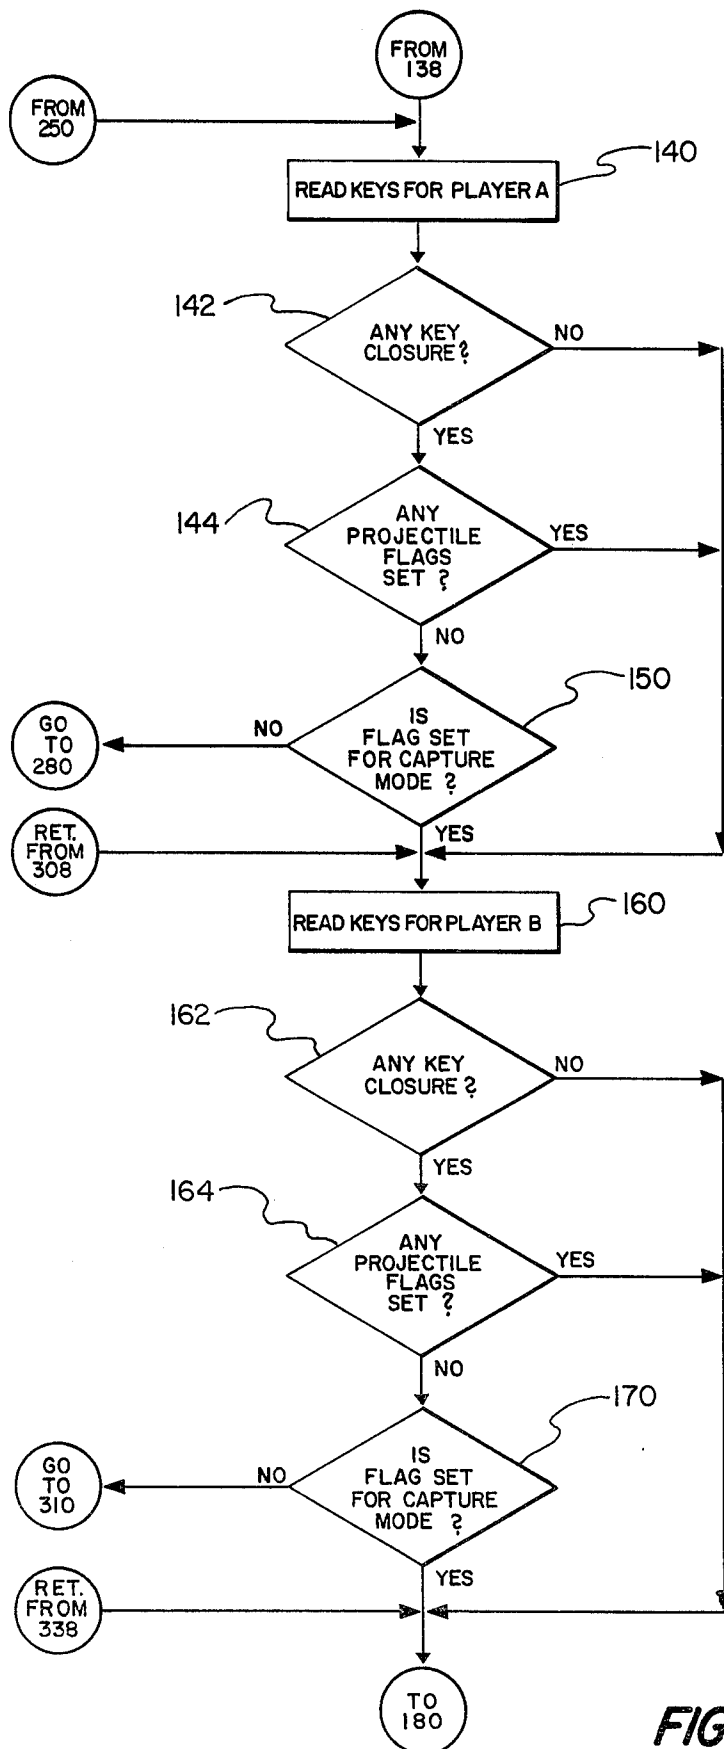 FROM
138
FROM
250
140
READ KEYS FOR PLAYER A
142
ANY KEY
CLOSURE?
NO
YES
144
ANY
PROJECTILE
FLAGS
SET ?
YES
NO
150
IS
FLAG SET
FOR CAPTURE
MODE ?
NO
GO
TO
280
YES
RET.
FROM
308
160
READ KEYS FOR PLAYER B
162
ANY KEY
CLOSURE?
NO
YES
164
ANY
PROJECTILE
FLAGS
SET ?
YES
NO
170
IS
FLAG SET
FOR CAPTURE
MODE ?
NO
GO
TO
310
YES
RET.
FROM
338
TO
180
FIG